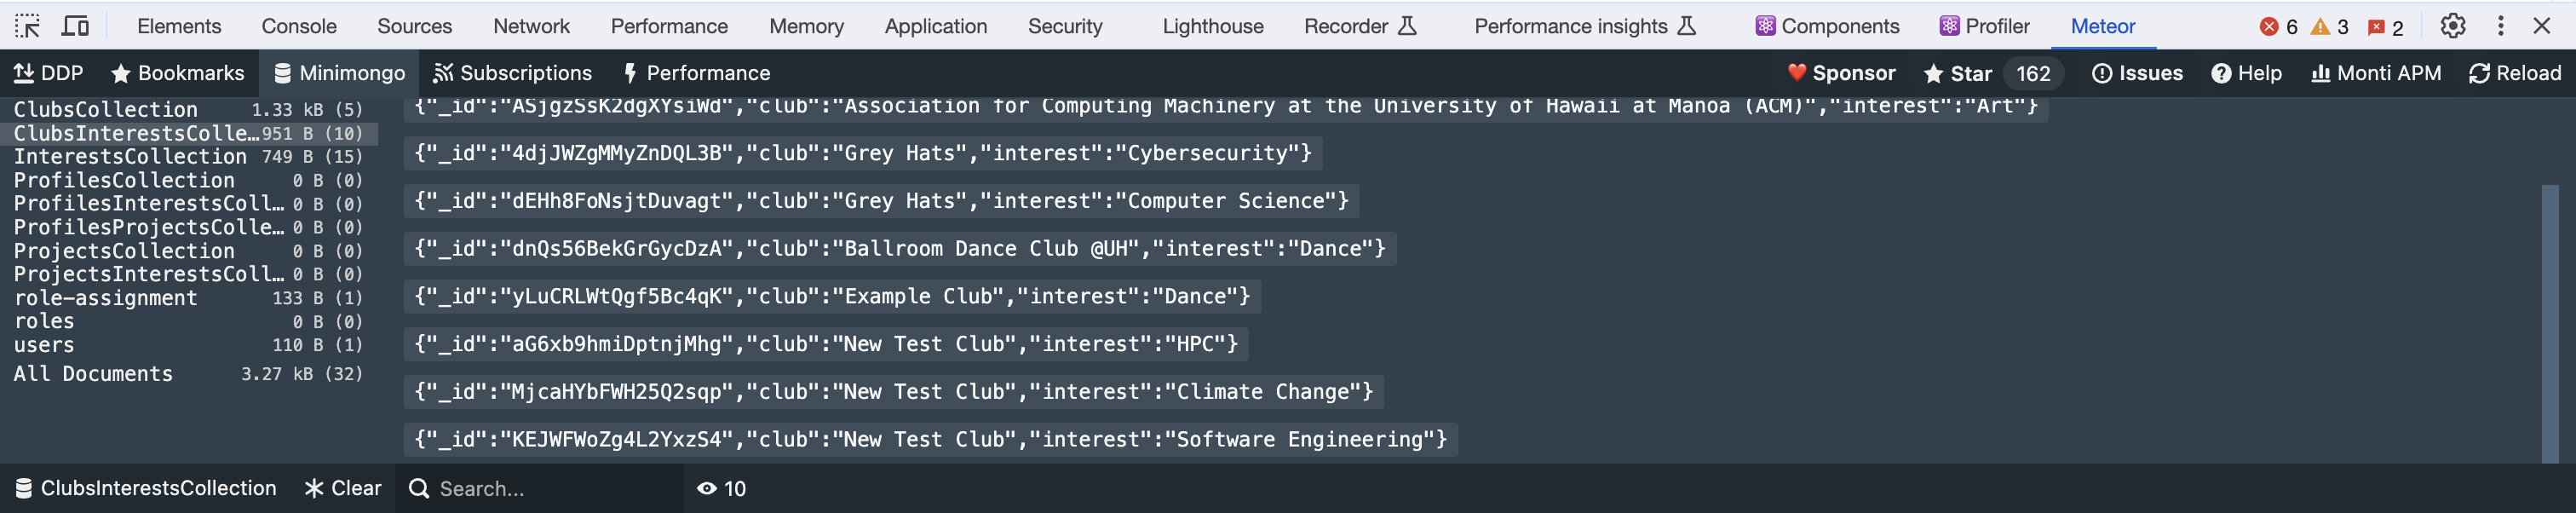 Elements Console Sources Network Performance Memory Application Security Lighthouse Recorder Performance insights Components Profiler Meteor 6 3 2
DDP Bookmarks Minimongo Subscriptions Performance Sponsor Star 162 Issues Help Monti APM Reload
ClubsCollection 1.33 kB (5)
ClubsInterestsColle… 951 B (10)
InterestsCollection 749 B (15)
ProfilesCollection 0 B (0)
ProfilesInterestsColl… 0 B (0)
ProfilesProjectsColle… 0 B (0)
ProjectsCollection 0 B (0)
ProjectsInterestsColl… 0 B (0)
role-assignment 133 B (1)
roles 0 B (0)
users 110 B (1)
All Documents 3.27 kB (32)
{"_id":"ASjgzSsK2dgXYsiWd","club":"Association for Computing Machinery at the University of Hawaii at Manoa (ACM)","interest":"Art"}
{"_id":"4djJWZgMMyZnDQL3B","club":"Grey Hats","interest":"Cybersecurity"}
{"_id":"dEHh8FoNsjtDuvagt","club":"Grey Hats","interest":"Computer Science"}
{"_id":"dnQs56BekGrGycDzA","club":"Ballroom Dance Club @UH","interest":"Dance"}
{"_id":"yLuCRLWtQgf5Bc4qK","club":"Example Club","interest":"Dance"}
{"_id":"aG6xb9hmiDptnjMhg","club":"New Test Club","interest":"HPC"}
{"_id":"MjcaHYbFWH25Q2sqp","club":"New Test Club","interest":"Climate Change"}
{"_id":"KEJWFWoZg4L2YxzS4","club":"New Test Club","interest":"Software Engineering"}
ClubsInterestsCollection Clear Search... 10